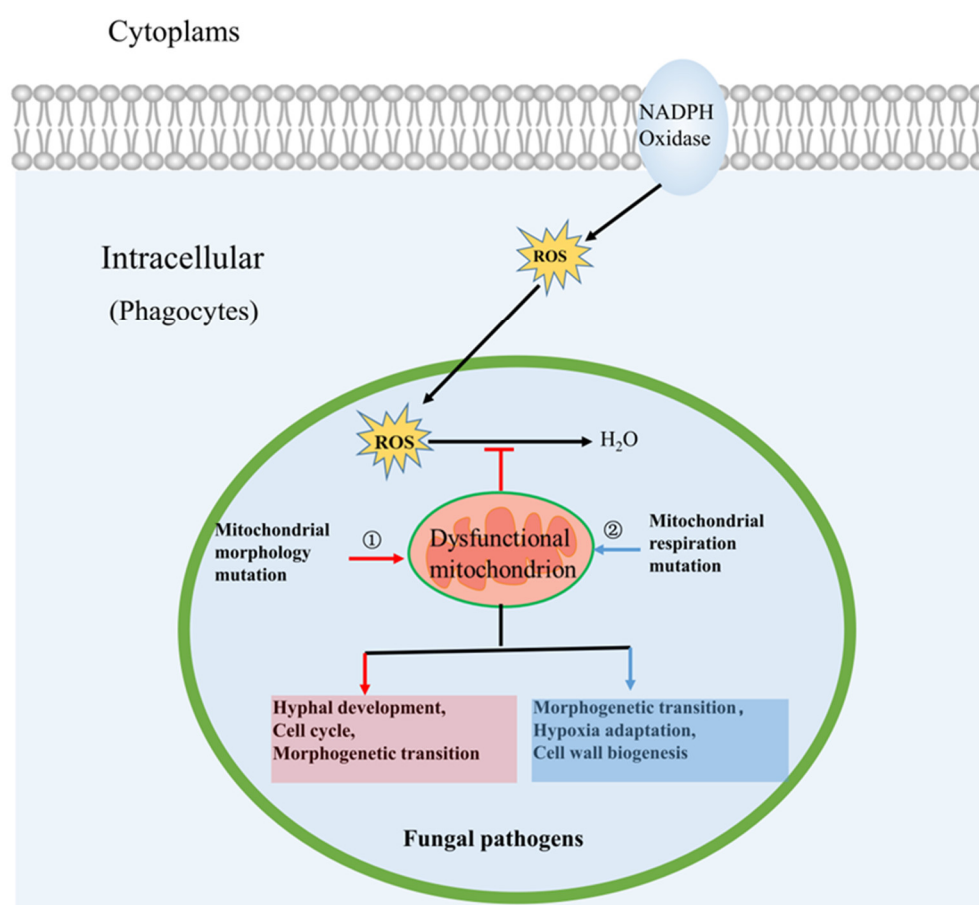 Cytoplams
NADPH
Oxidase
ROS
Intracellular
(Phagocytes)
ROS
H₂O
Mitochondrial
morphology
mutation
①
Dysfunctional
mitochondrion
②
Mitochondrial
respiration
mutation
Hyphal development,
Cell cycle,
Morphogenetic transition
Morphogenetic transition，
Hypoxia adaptation,
Cell wall biogenesis
Fungal pathogens